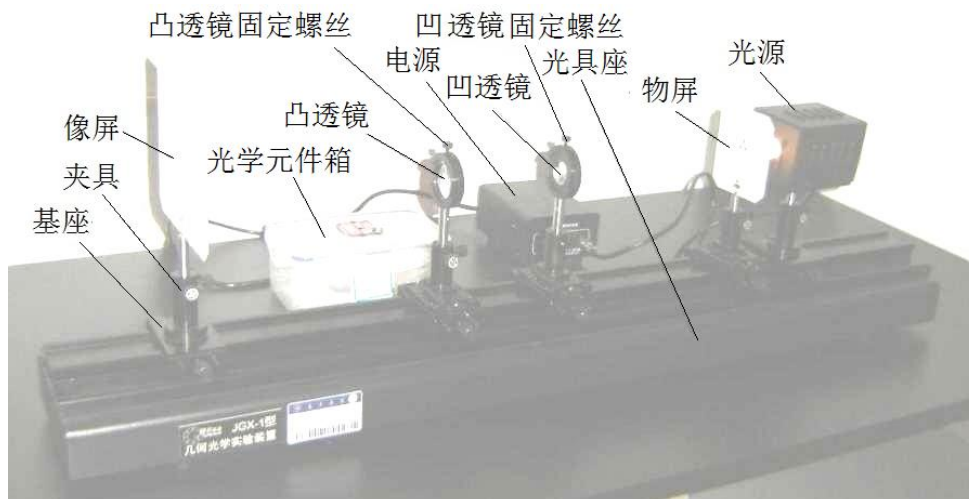 凸透镜固定螺丝
凹透镜固定螺丝
电源
光具座
光源
凹透镜
物屏
凸透镜
像屏
光学元件箱
夹具
基座
JGX-1型
几何光学实验装置